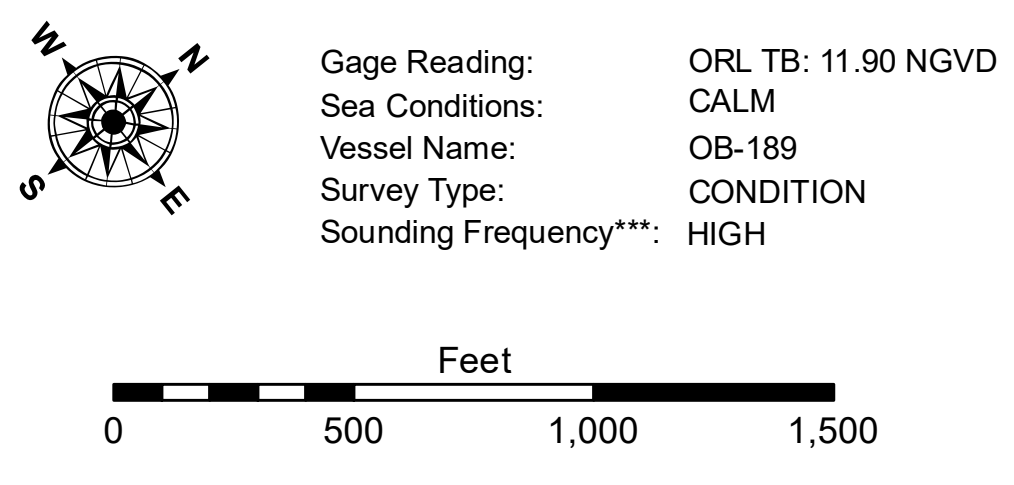 W N
S E
Gage Reading: ORL TB: 11.90 NGVD
Sea Conditions: CALM
Vessel Name: OB-189
Survey Type: CONDITION
Sounding Frequency***: HIGH
Feet
0 500 1,000 1,500